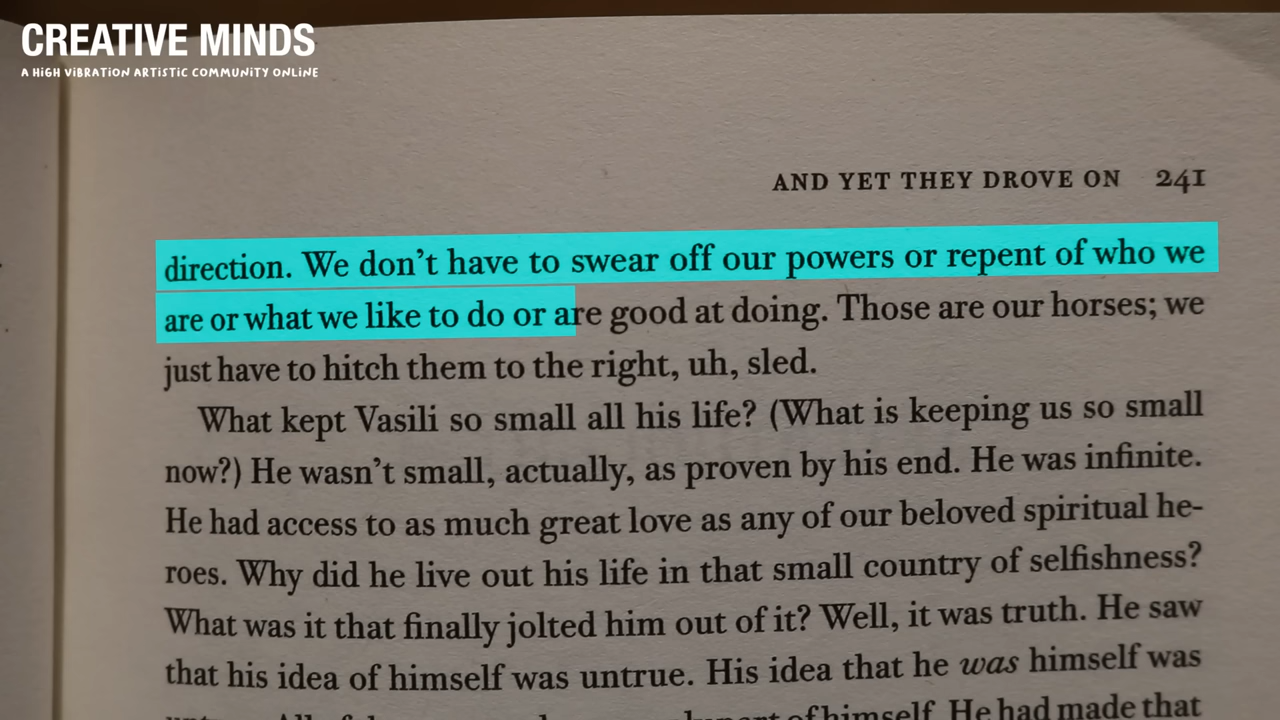 CREATIVE MINDS
A HIGH VIBRATION ARTISTIC COMMUNITY ONLINE
AND YET THEY DROVE ON 241
direction. We don't have to swear off our powers or repent of who we
are or what we like to do or are good at doing. Those are our horses; we
just have to hitch them to the right, uh, sled.
What kept Vasili so small all his life? (What is keeping us so small
now?) He wasn't small, actually, as proven by his end. He was infinite.
He had access to as much great love as any of our beloved spiritual he-
roes. Why did he live out his life in that small country of selfishness?
What was it that finally jolted him out of it? Well, it was truth. He saw
that his idea of himself was untrue. His idea that he was himself was
of himself. He had made that